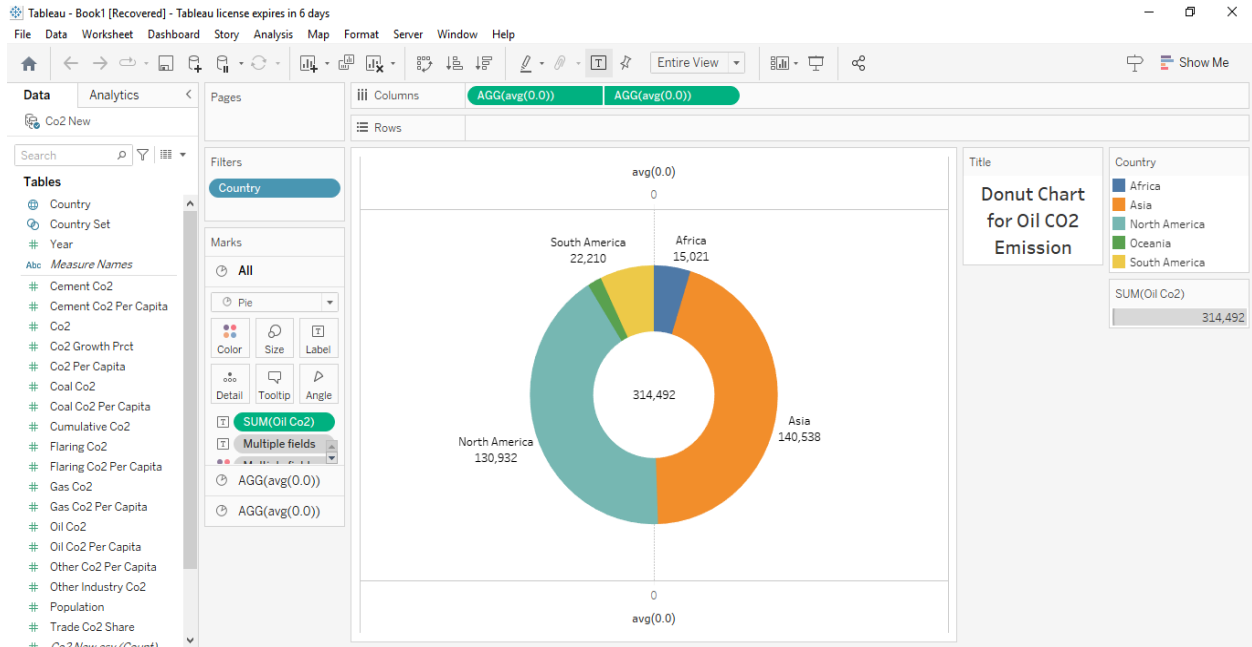 Tableau - Book1 [Recovered] - Tableau license expires in 6 days
File Data Worksheet Dashboard Story Analysis Map Format Server Window Help
Entire View
Show Me
Data Analytics
Co2 New
Search
Tables
Country
Country Set
Year
Abc Measure Names
Cement Co2
Cement Co2 Per Capita
Co2
Co2 Growth Prct
Co2 Per Capita
Coal Co2
Coal Co2 Per Capita
Cumulative Co2
Flaring Co2
Flaring Co2 Per Capita
Gas Co2
Gas Co2 Per Capita
Oil Co2
Oil Co2 Per Capita
Other Co2 Per Capita
Other Industry Co2
Population
Trade Co2 Share
Pages
Filters
Country
Marks
All
Pie
Color Size Label
Detail Tooltip Angle
SUM(Oil Co2)
Multiple fields
AGG(avg(0.0))
AGG(avg(0.0))
Columns AGG(avg(0.0)) AGG(avg(0.0))
Rows
avg(0.0)
0
South America
22,210
Africa
15,021
314,492
Asia
140,538
North America
130,932
0
avg(0.0)
Title
Donut Chart
for Oil CO2
Emission
Country
Africa
Asia
North America
Oceania
South America
SUM(Oil Co2)
314,492